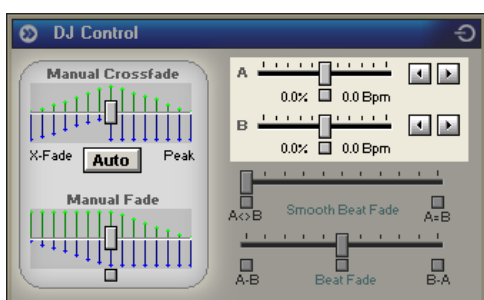 DJ Control
Manual Crossfade
X-Fade Auto Peak
Manual Fade
A
0.0% 0.0 Bpm
B
0.0% 0.0 Bpm
A<>B Smooth Beat Fade A=B
A-B Beat Fade B-A